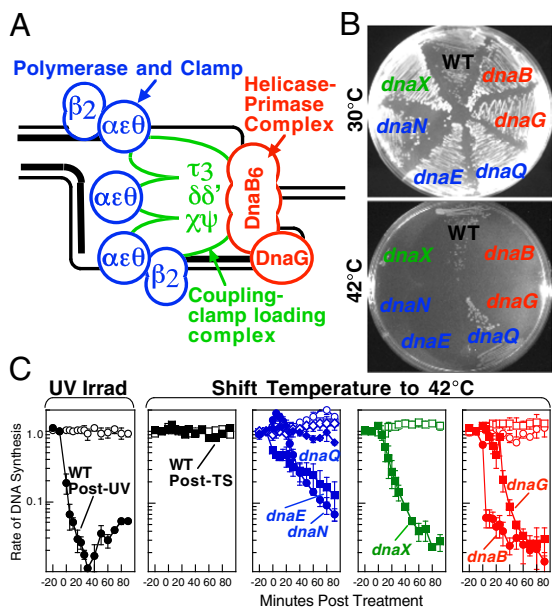 A
Polymerase and Clamp
β2
αεθ
Helicase-
Primase
Complex
τ3
δδ'
χψ
αεθ
DnaB6
αεθ
β2
DnaG
Coupling-
clamp loading
complex
B
30°C
WT
dnaX
dnaB
dnaN
dnaG
dnaE
dnaQ
42°C
WT
dnaX
dnaB
dnaN
dnaG
dnaE
dnaQ
C
UV Irrad
Shift Temperature to 42°C
Rate of DNA Synthesis
1.0
0.1
WT
Post-UV
WT
Post-TS
dnaQ
dnaE
dnaN
dnaX
dnaG
dnaB
-20 0 20 40 60 80
-20 0 20 40 60 80
-20 0 20 40 60 80
-20 0 20 40 60 80
-20 0 20 40 60 80
Minutes Post Treatment